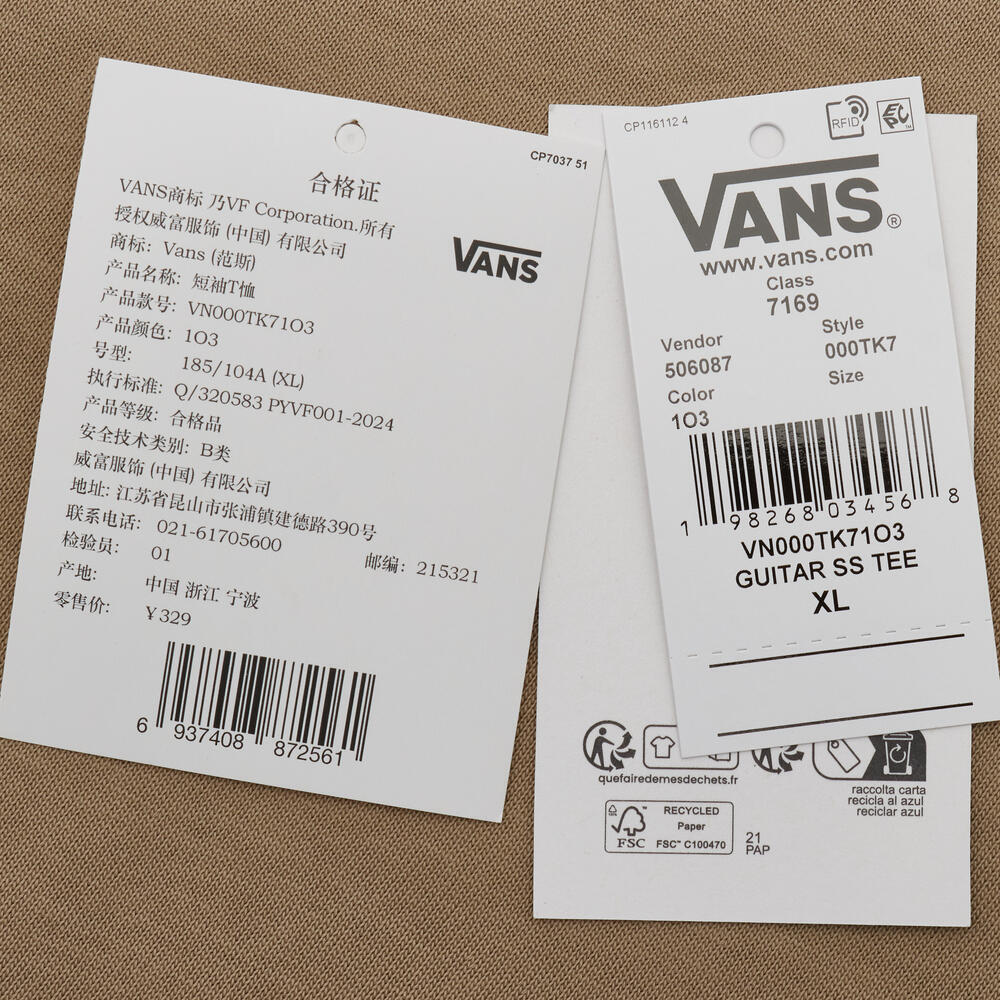 CP7037 51
合格证
VANS商标 乃VF Corporation.所有
授权威富服饰 (中国) 有限公司
商标: Vans (范斯)
VANS
产品名称: 短袖T恤
产品款号: VN000TK71O3
产品颜色: 1O3
号型: 185/104A (XL)
执行标准: Q/320583 PYVF001-2024
产品等级: 合格品
安全技术类别: B类
威富服饰 (中国) 有限公司
地址: 江苏省昆山市张浦镇建德路390号
联系电话: 021-61705600
邮编: 215321
检验员: 01
产地: 中国 浙江 宁波
零售价: ¥329
6 937408 872561
CP116112 4
RFID
EPC™
VANS®
www.vans.com
Class
7169
Vendor
506087
Style
000TK7
Color
1O3
Size
1 98268 03456 8
VN000TK71O3
GUITAR SS TEE
XL
quefairedemesdechets.fr
raccolta carta
recicla al azul
reciclar azul
FSC
RECYCLED
Paper
FSC™ C100470
21
PAP